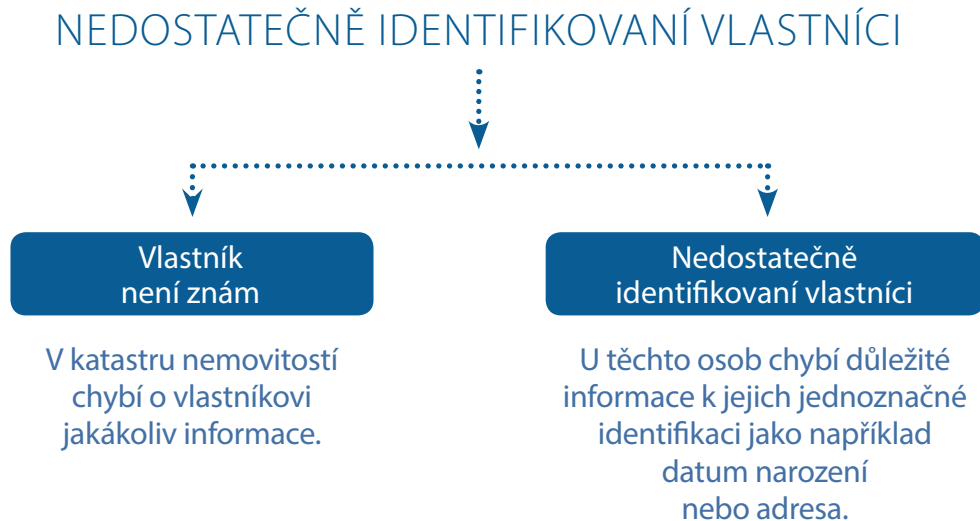 NEDOSTATEČNĚ IDENTIFIKOVANÍ VLASTNÍCI
Vlastník
není znám
V katastru nemovitostí
chybí o vlastníkovi
jakákoliv informace.
Nedostatečně
identifikovaní vlastníci
U těchto osob chybí důležité
informace k jejich jednoznačné
identifikaci jako například
datum narození
nebo adresa.